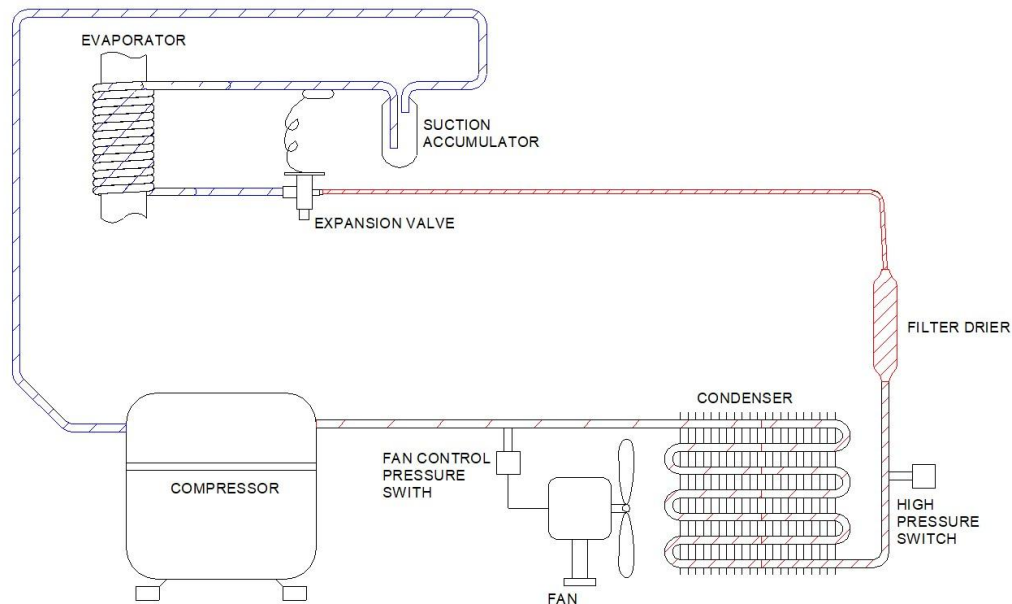 EVAPORATOR
SUCTION
ACCUMULATOR
EXPANSION VALVE
FILTER DRIER
CONDENSER
FAN CONTROL
PRESSURE
SWITH
COMPRESSOR
HIGH
PRESSURE
SWITCH
FAN